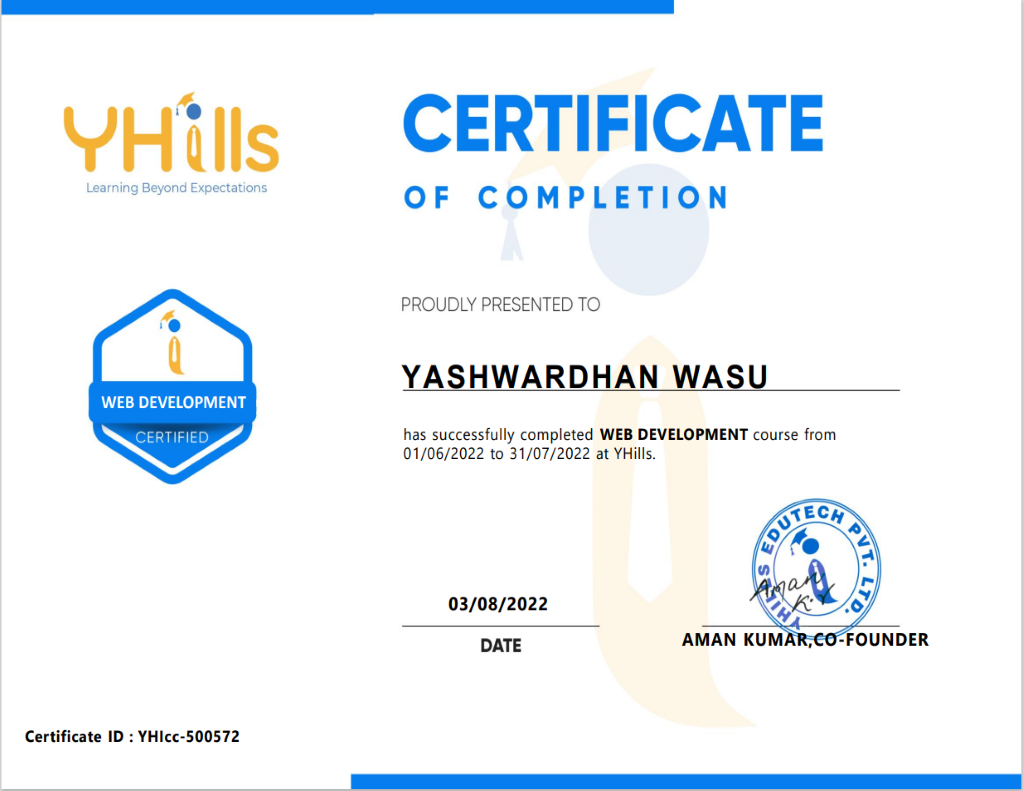 YHills
Learning Beyond Expectations
CERTIFICATE
OF COMPLETION
PROUDLY PRESENTED TO
YASHWARDHAN WASU
has successfully completed WEB DEVELOPMENT course from
01/06/2022 to 31/07/2022 at YHills.
WEB DEVELOPMENT
CERTIFIED
03/08/2022
DATE
YHILLS EDUTECH PVT. LTD.
Aman
K.Y
AMAN KUMAR,CO-FOUNDER
Certificate ID : YHIcc-500572